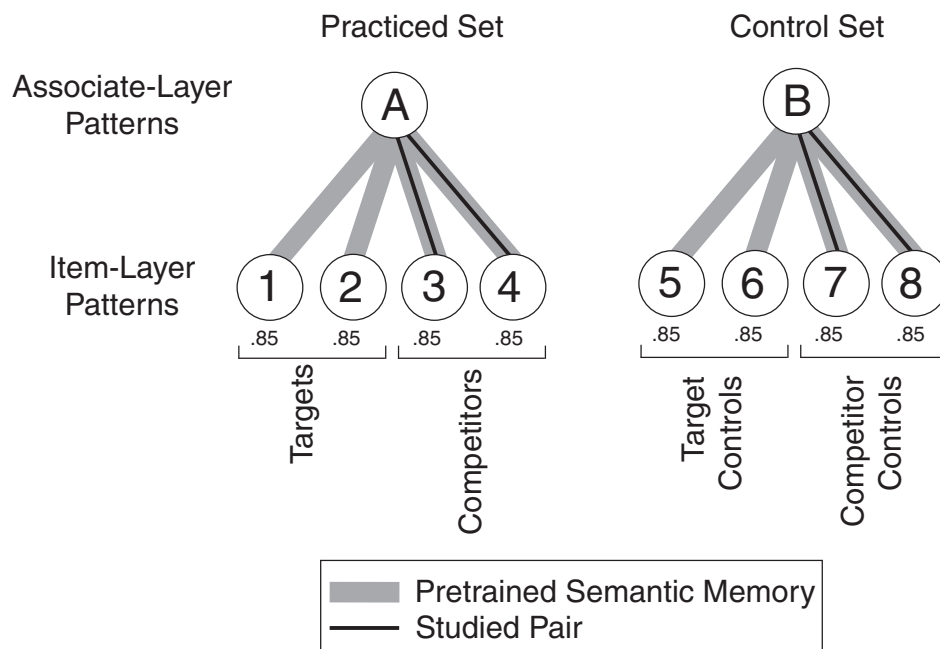 Practiced Set
Control Set
Associate-Layer
Patterns
A
B
Item-Layer
Patterns
1 2 3 4
5 6 7 8
.85 .85 .85 .85
.85 .85 .85 .85
Targets
Competitors
Target
Controls
Competitor
Controls
Pretrained Semantic Memory
Studied Pair